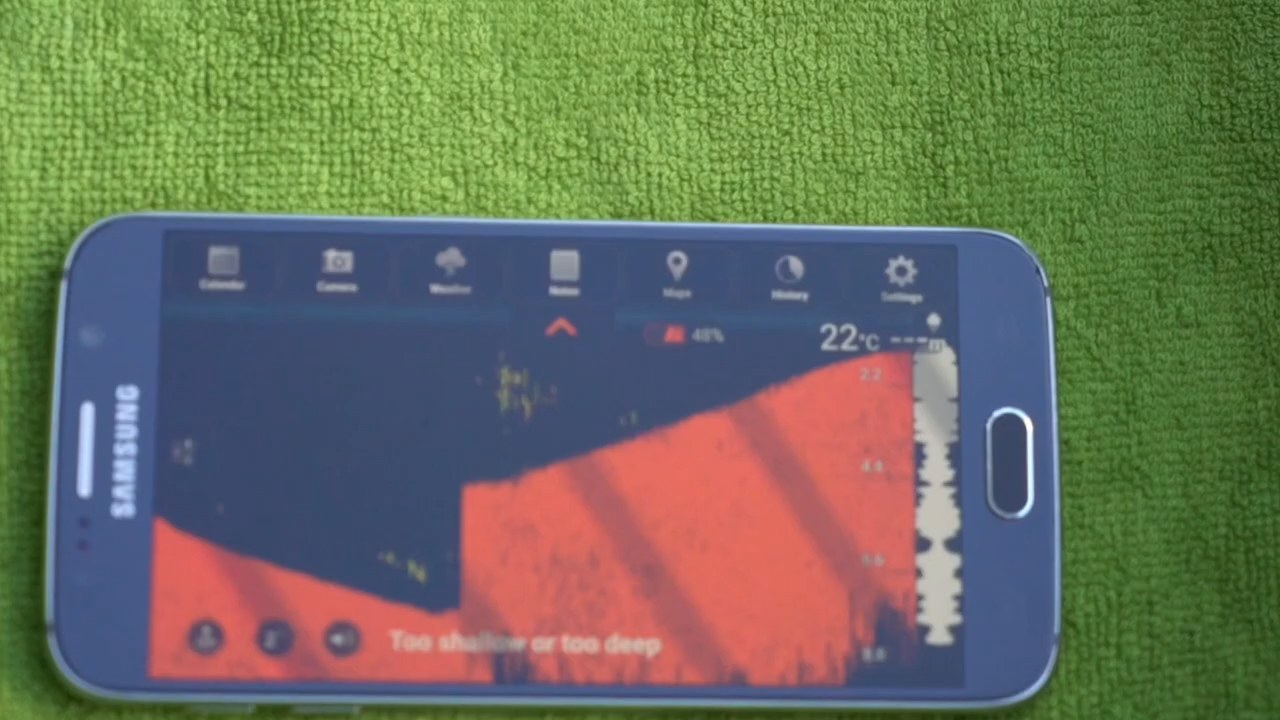 Calendar
Camera
Weather
Notes
Maps
History
Settings
48%
22°C ---m
2.2
4.4
6.6
8.8
Too shallow or too deep
SAMSUNG